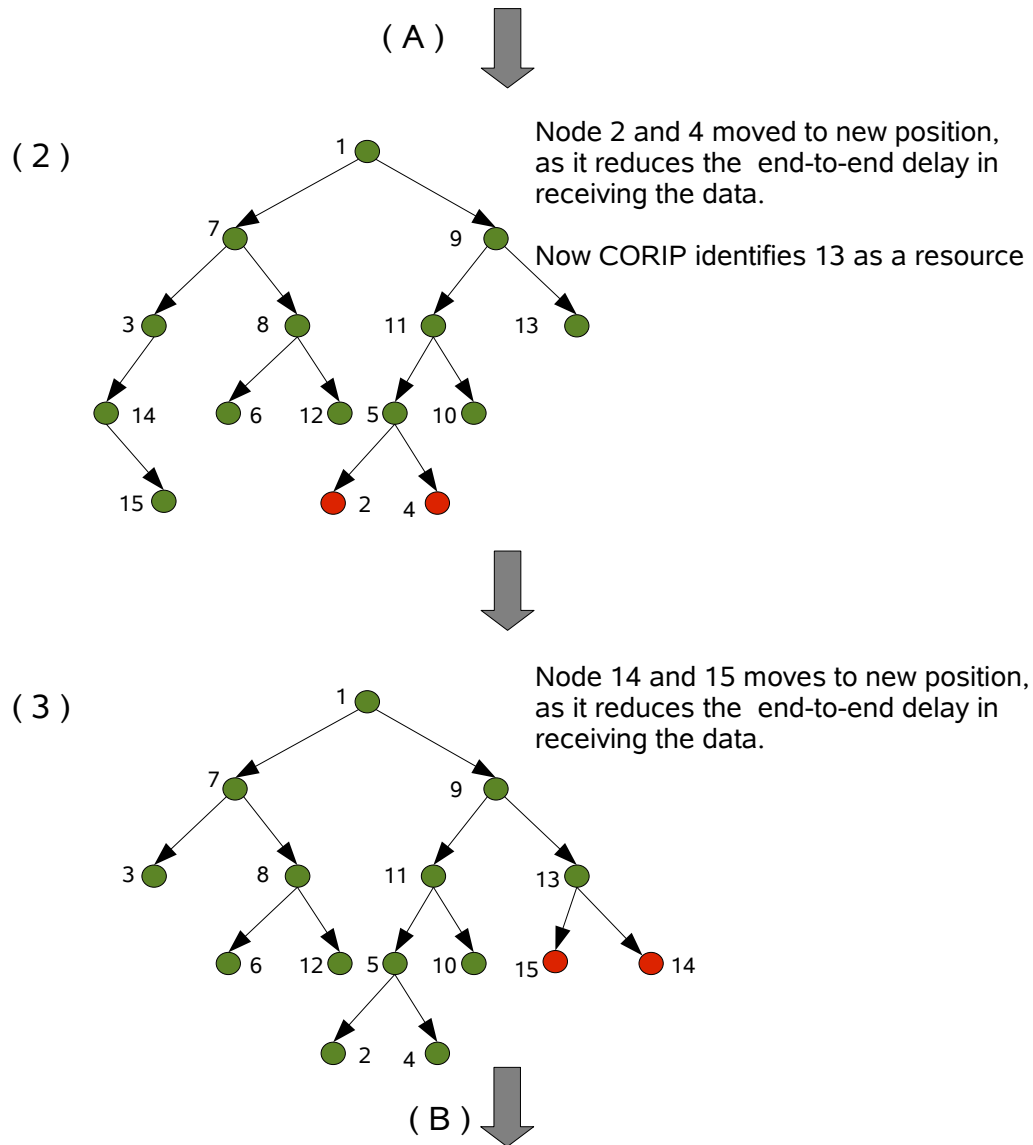 ( A )
( 2 )
Node 2 and 4 moved to new position,
as it reduces the  end-to-end delay in
receiving the data.
Now CORIP identifies 13 as a resource
1
7
9
3
8
11
13
14
6
12
5
10
15
2
4
( 3 )
Node 14 and 15 moves to new position,
as it reduces the  end-to-end delay in
receiving the data.
1
7
9
3
8
11
13
6
12
5
10
15
14
2
4
( B )